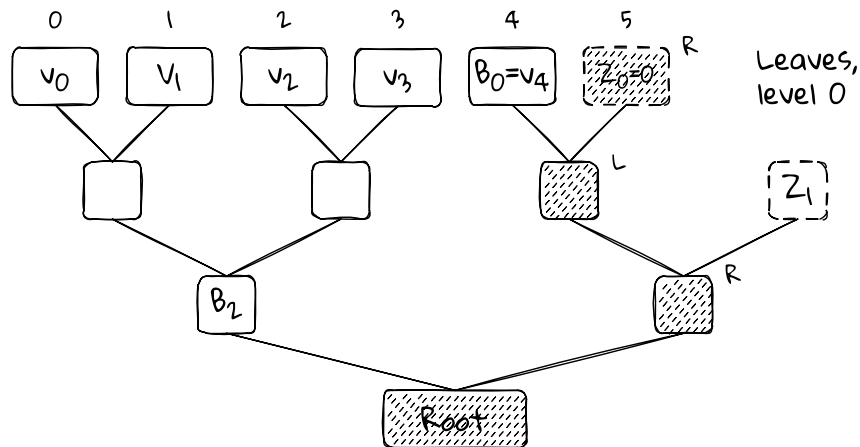 0 1 2 3 4 5
v₀ V₁ v₂ v₃ B₀=v₄ Z₀=0 R
Leaves,
level 0
L
Z₁
B₂
R
Root